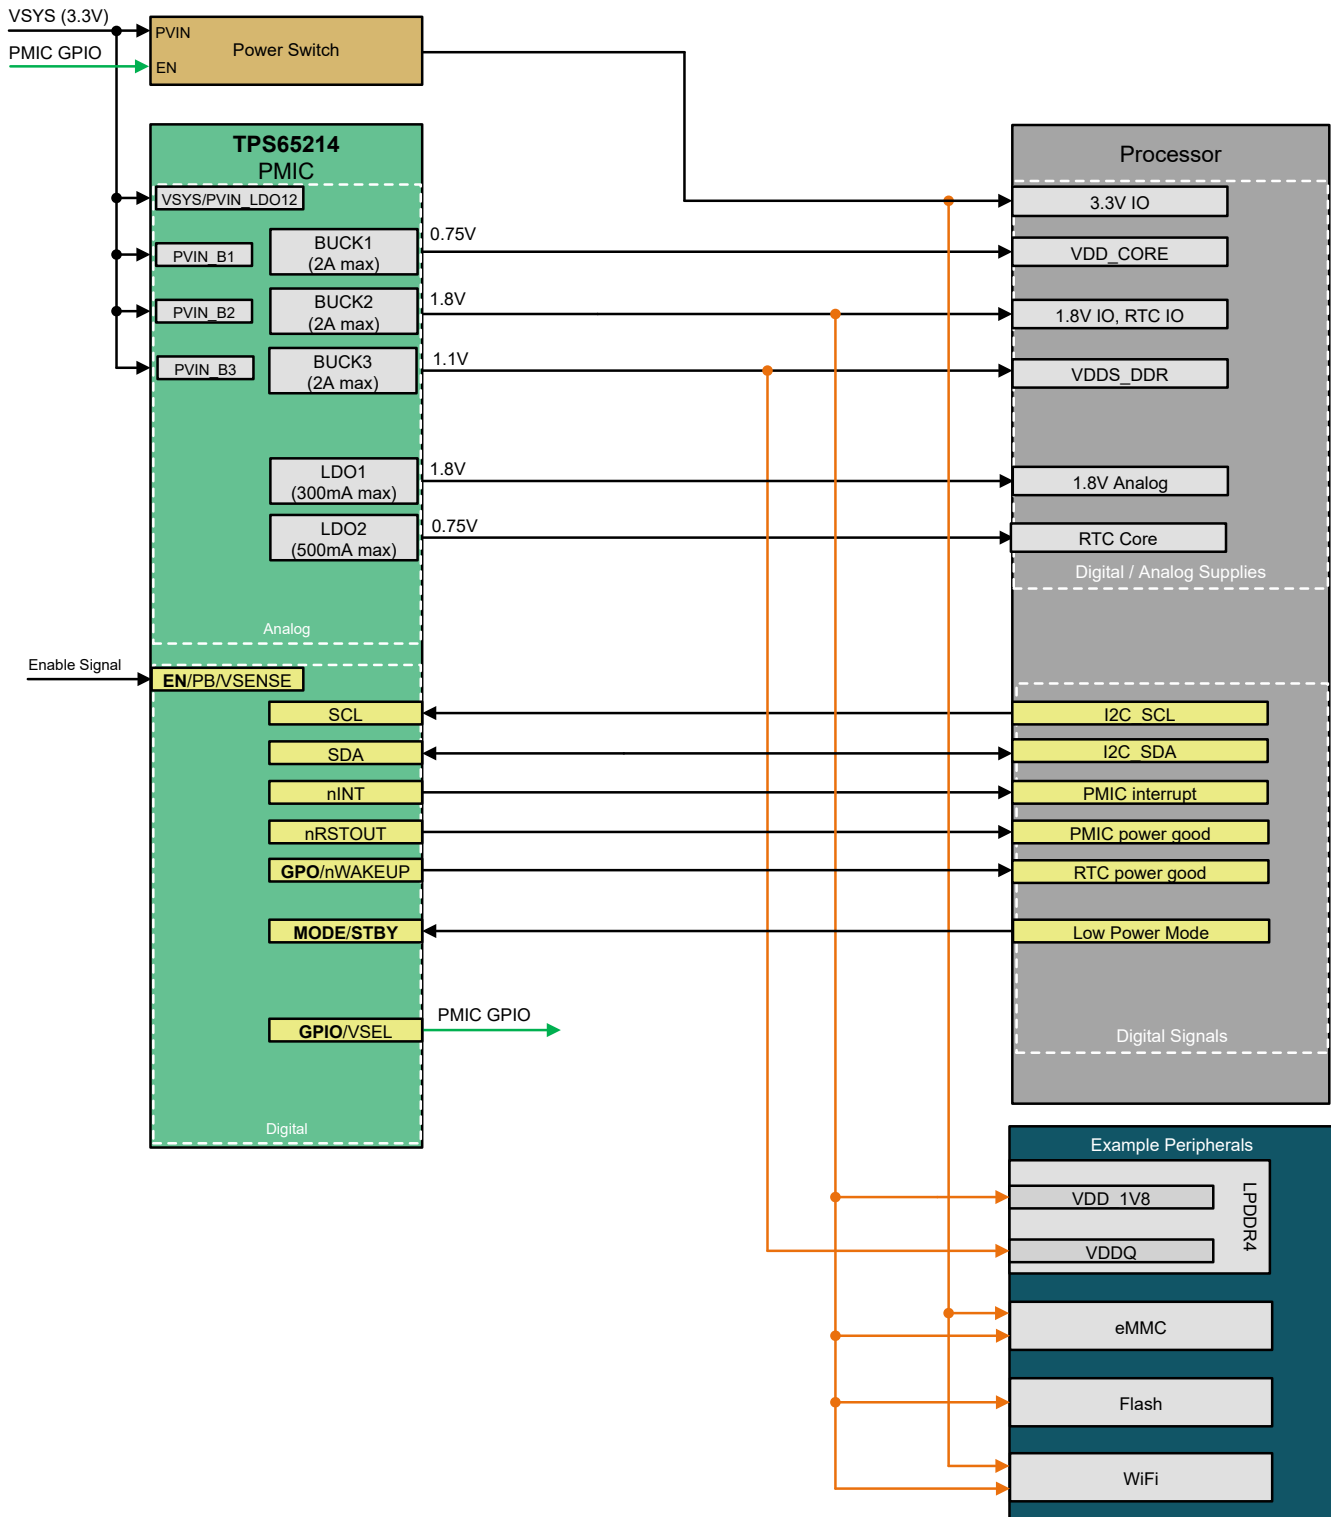 VSYS (3.3V)
PVIN
Power Switch
PMIC GPIO
EN
TPS65214
PMIC
VSYS/PVIN_LDO12
PVIN_B1
BUCK1
(2A max)
0.75V
PVIN_B2
BUCK2
(2A max)
1.8V
PVIN_B3
BUCK3
(2A max)
1.1V
LDO1
(300mA max)
1.8V
LDO2
(500mA max)
0.75V
Analog
Enable Signal
EN/PB/VSENSE
SCL
SDA
nINT
nRSTOUT
GPO/nWAKEUP
MODE/STBY
GPIO/VSEL
PMIC GPIO
Digital
Processor
3.3V IO
VDD_CORE
1.8V IO, RTC IO
VDDS_DDR
1.8V Analog
RTC Core
Digital / Analog Supplies
I2C_SCL
I2C_SDA
PMIC interrupt
PMIC power good
RTC power good
Low Power Mode
Digital Signals
Example Peripherals
VDD_1V8
VDDQ
LPDDR4
eMMC
Flash
WiFi